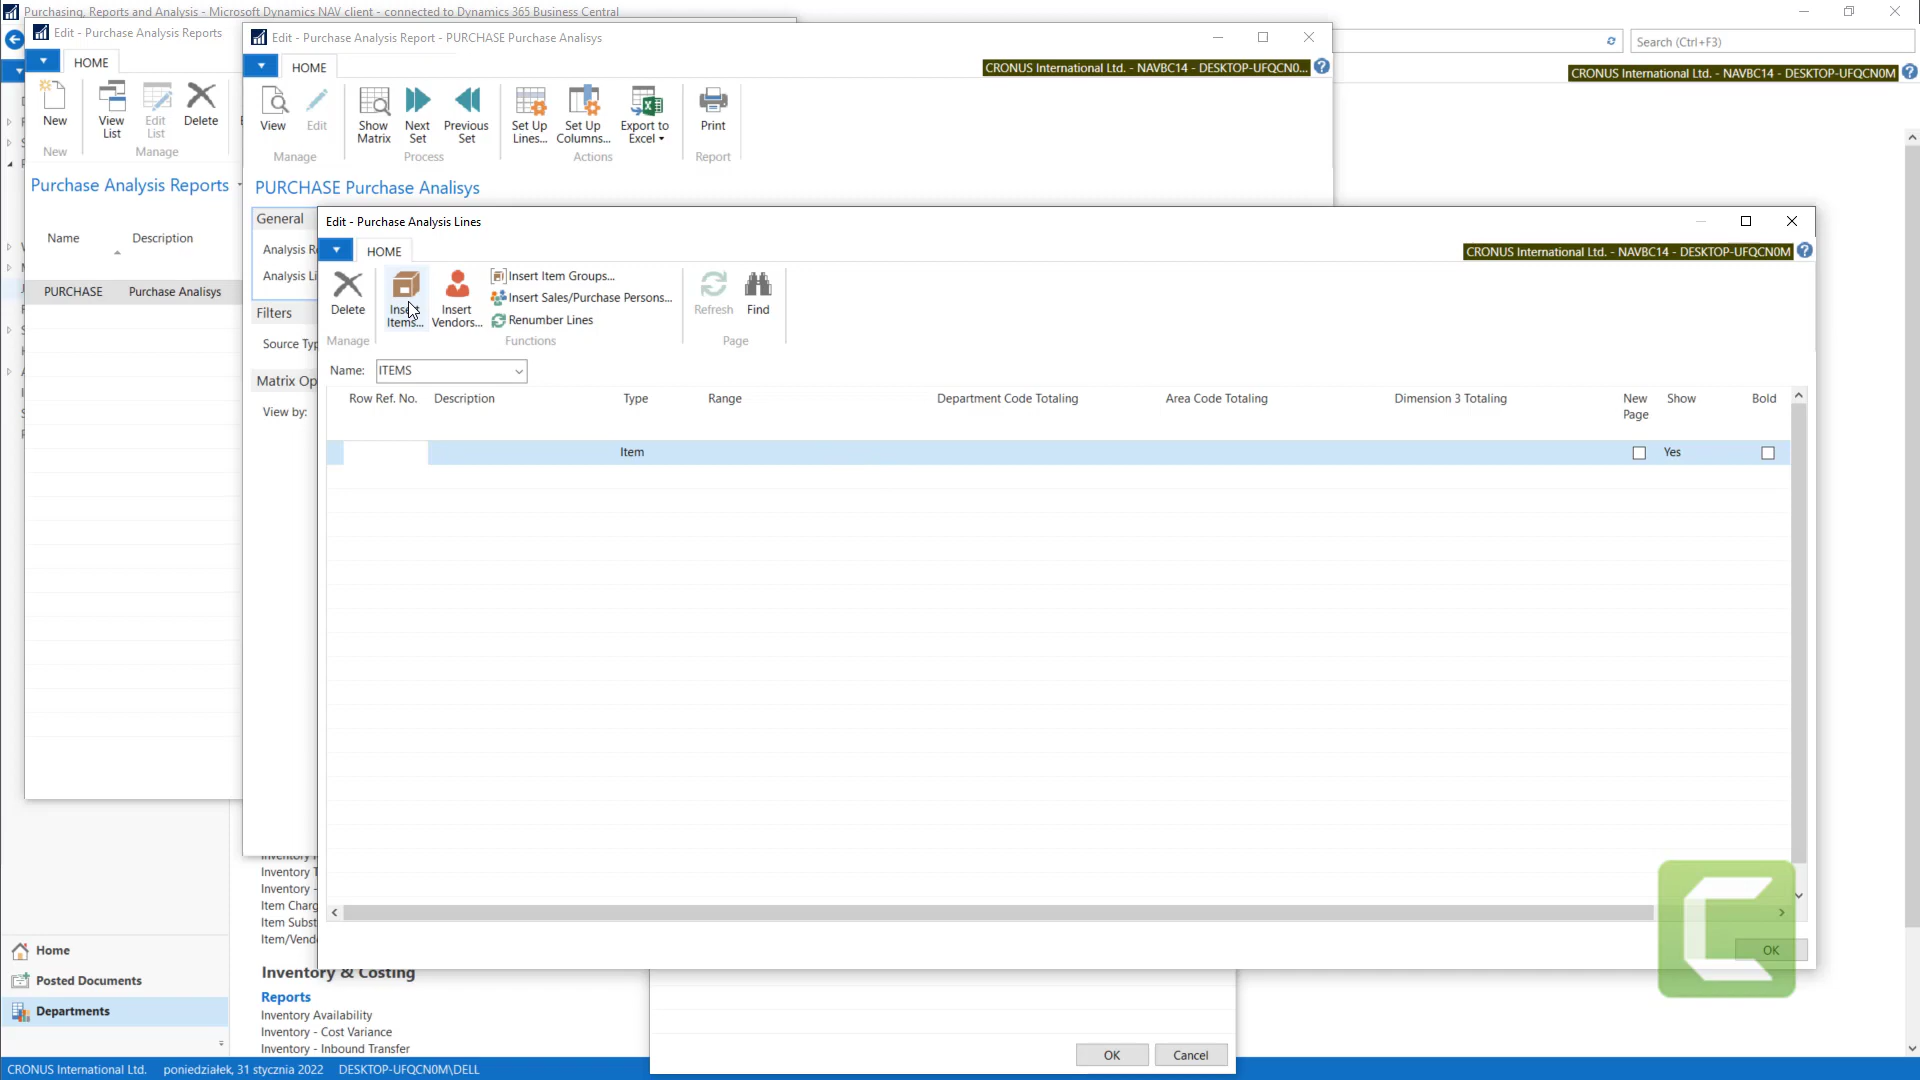 Purchasing, Reports and Analysis - Microsoft Dynamics NAV client - connected to Dynamics 365 Business Central
Search (Ctrl+F3)
CRONUS International Ltd. - NAVBC14 - DESKTOP-UFQCN0M
Edit - Purchase Analysis Reports
HOME
New
View List
Edit List
Delete
New
Manage
Purchase Analysis Reports
Name
Description
PURCHASE
Purchase Analisys
Edit - Purchase Analysis Report - PURCHASE Purchase Analisys
HOME
CRONUS International Ltd. - NAVBC14 - DESKTOP-UFQCN0...
View
Edit
Show Matrix
Next Set
Previous Set
Set Up Lines...
Set Up Columns...
Export to Excel
Print
Manage
Process
Actions
Report
PURCHASE Purchase Analisys
General
Analysis Re
Analysis Li
Filters
Source Typ
Matrix Op
View by:
Edit - Purchase Analysis Lines
HOME
CRONUS International Ltd. - NAVBC14 - DESKTOP-UFQCN0M
Delete
Insert Items...
Insert Vendors...
Insert Item Groups...
Insert Sales/Purchase Persons...
Renumber Lines
Refresh
Find
Manage
Functions
Page
Name:
ITEMS
Row Ref. No.
Description
Type
Range
Department Code Totaling
Area Code Totaling
Dimension 3 Totaling
New Page
Show
Bold
Item
Yes
OK
Inventory T
Inventory -
Item Charg
Item Subst
Item/Vend
Inventory & Costing
Reports
Inventory Availability
Inventory - Cost Variance
Inventory - Inbound Transfer
Home
Posted Documents
Departments
OK
Cancel
CRONUS International Ltd.
poniedziałek, 31 stycznia 2022
DESKTOP-UFQCN0M\DELL